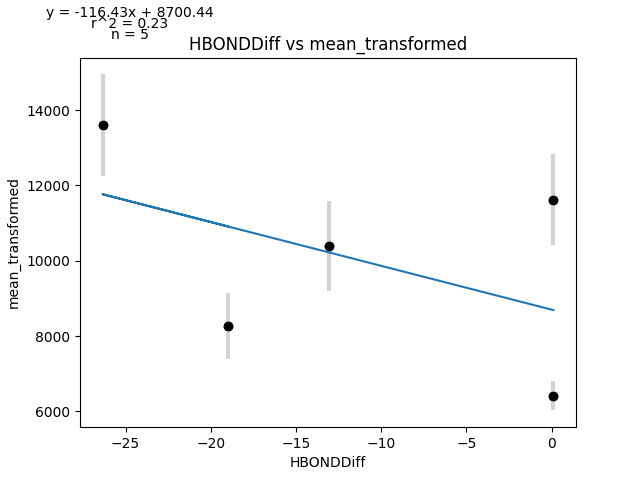 y = -116.43x + 8700.44
r^2 = 0.23
n = 5
HBONDDiff vs mean_transformed
14000
12000
10000
8000
6000
mean_transformed
−25
−20
−15
−10
−5
0
HBONDDiff